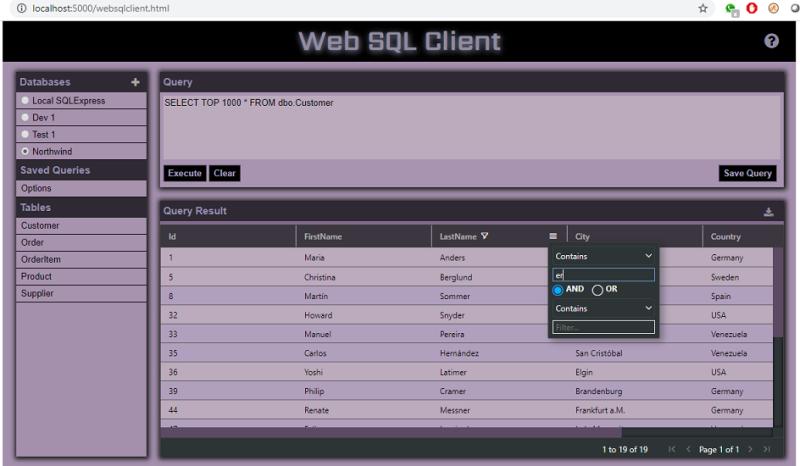 localhost:5000/websqlclient.html
Web SQL Client
?
Databases +
Local SQLExpress
Dev 1
Test 1
Northwind
Saved Queries
Options
Tables
Customer
Order
OrderItem
Product
Supplier
Query
SELECT TOP 1000 * FROM dbo.Customer
Execute Clear Save Query
Query Result
Id FirstName LastName City Country
1 Maria Anders Germany
5 Christina Berglund Sweden
8 Martín Sommer Spain
32 Howard Snyder USA
33 Manuel Pereira Venezuela
35 Carlos Hernández San Cristóbal Venezuela
36 Yoshi Latimer Elgin USA
39 Philip Cramer Brandenburg Germany
44 Renate Messner Frankfurt a.M. Germany
Contains
er
AND OR
Contains
Filter...
1 to 19 of 19 Page 1 of 1